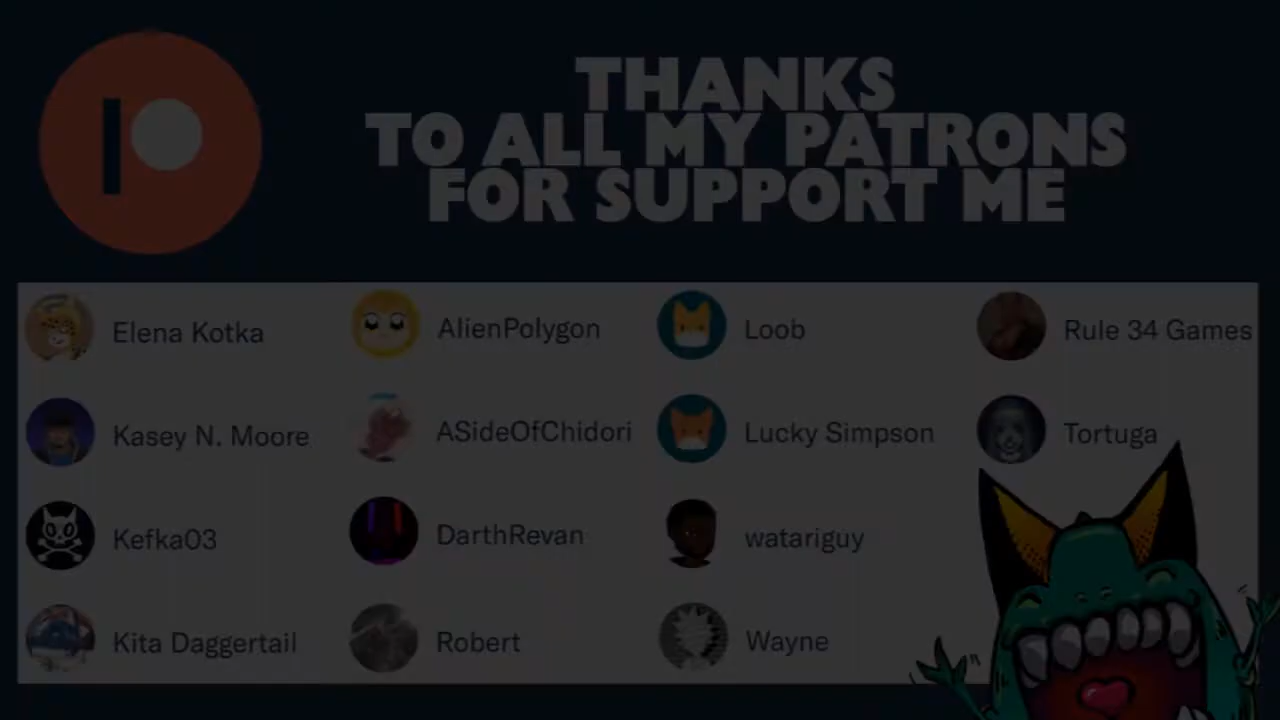 THANKS
TO ALL MY PATRONS
FOR SUPPORT ME
Elena Kotka
AlienPolygon
Loob
Rule 34 Games
Kasey N. Moore
ASideOfChidori
Lucky Simpson
Tortuga
Kefka03
DarthRevan
watariguy
Kita Daggertail
Robert
Wayne